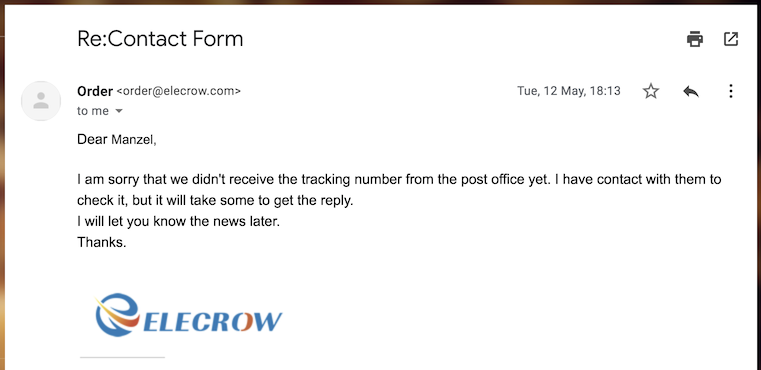 Re:Contact Form
Order <order@elecrow.com>
Tue, 12 May, 18:13
to me
Dear Manzel,
I am sorry that we didn't receive the tracking number from the post office yet. I have contact with them to
check it, but it will take some to get the reply.
I will let you know the news later.
Thanks.
ELECROW